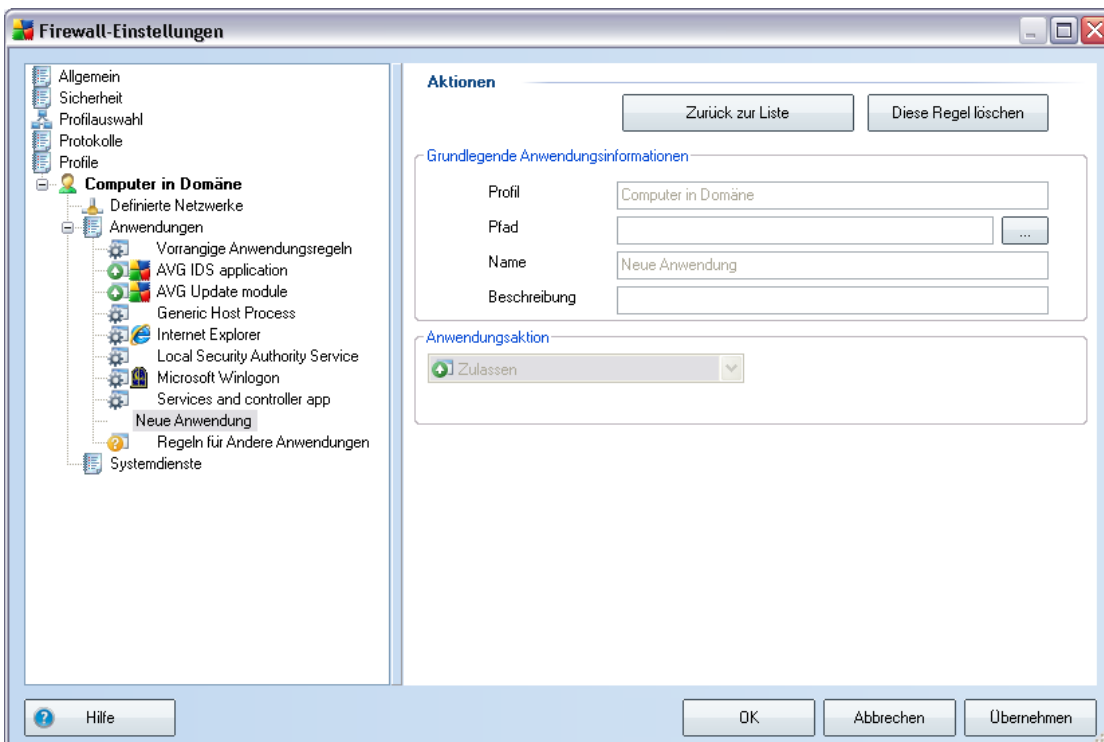 Firewall-Einstellungen
Allgemein
Sicherheit
Profilauswahl
Protokolle
Profile
Computer in Domäne
Definierte Netzwerke
Anwendungen
Vorrangige Anwendungsregeln
AVG IDS application
AVG Update module
Generic Host Process
Internet Explorer
Local Security Authority Service
Microsoft Winlogon
Services and controller app
Neue Anwendung
Regeln für Andere Anwendungen
Systemdienste
Aktionen
Zurück zur Liste
Diese Regel löschen
Grundlegende Anwendungsinformationen
Profil
Computer in Domäne
Pfad
...
Name
Neue Anwendung
Beschreibung
Anwendungsaktion
Zulassen
Hilfe
OK
Abbrechen
Übernehmen